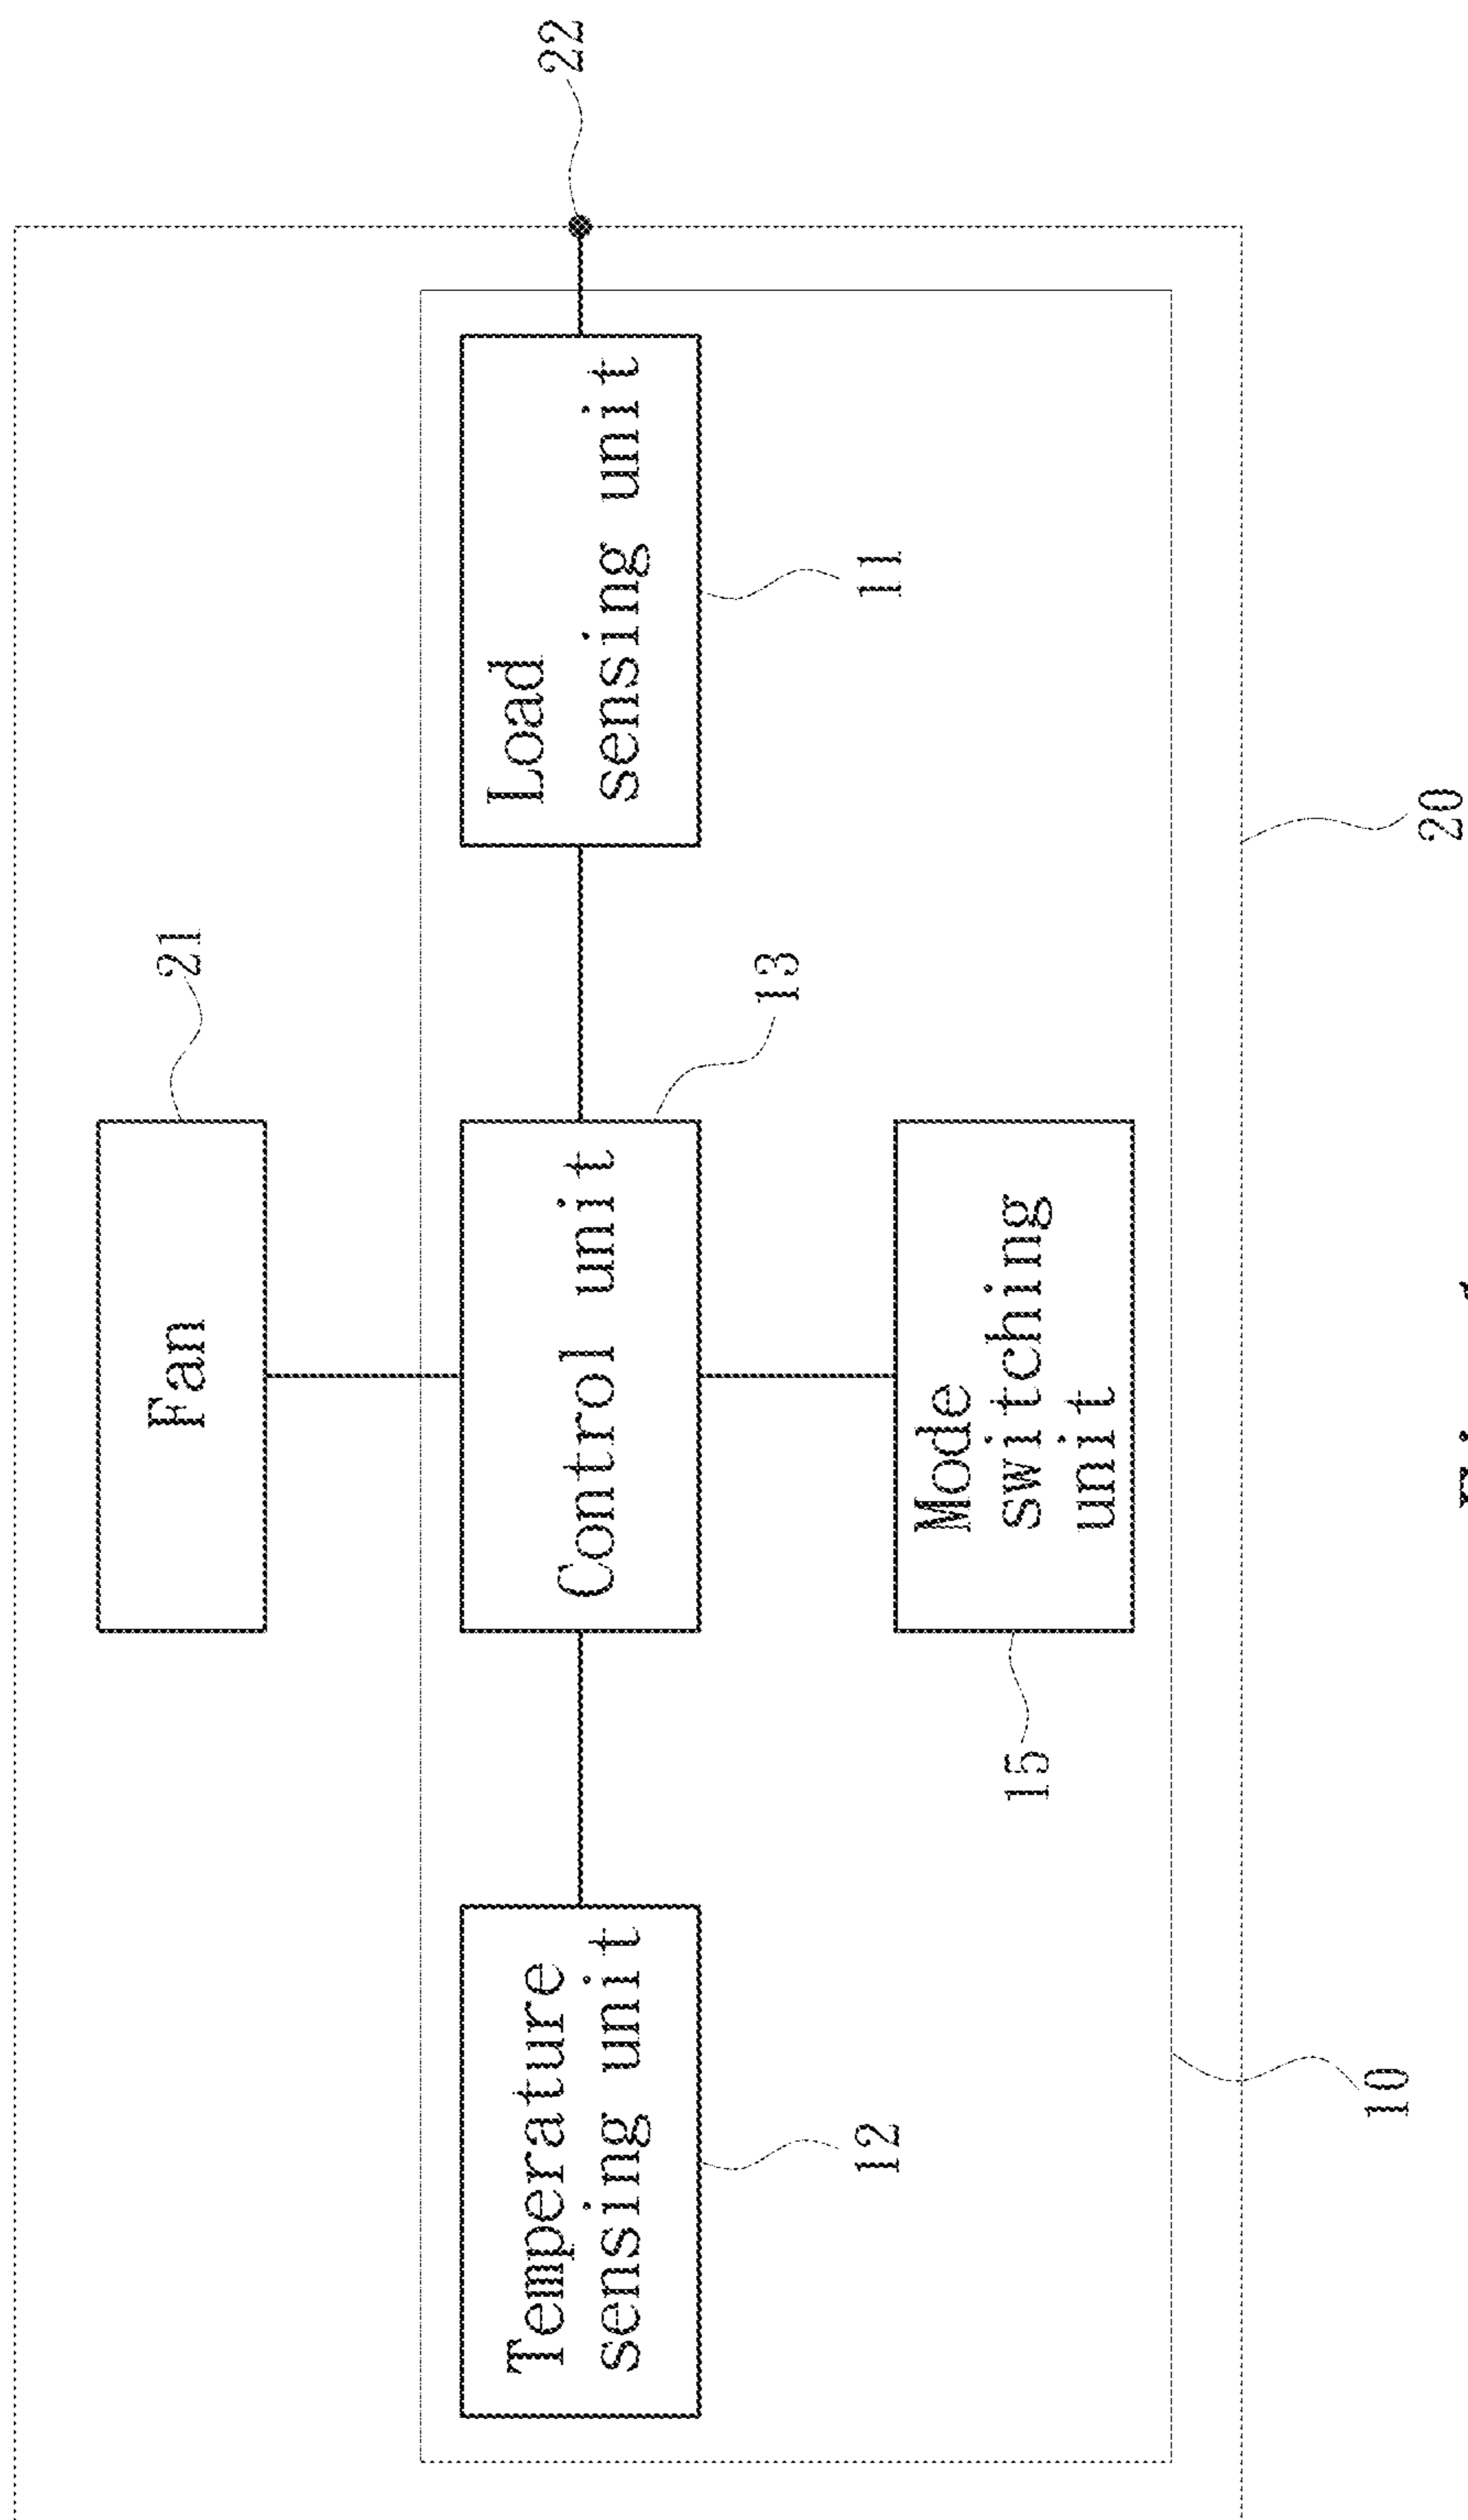 Fan
21
Temperature
sensing unit
Control unit
Load
sensing unit
22
13
12
11
Mode
switching
unit
15
10
20